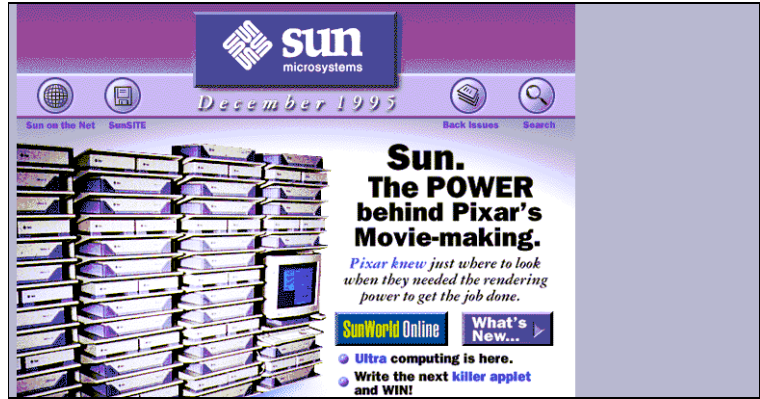 sun
microsystems
December 1995
Sun on the Net SunSITE Back Issues Search
Sun.
The POWER
behind Pixar's
Movie-making.
Pixar knew just where to look
when they needed the rendering
power to get the job done.
SunWorld Online
What's
New...
Ultra computing is here.
Write the next killer applet
and WIN!